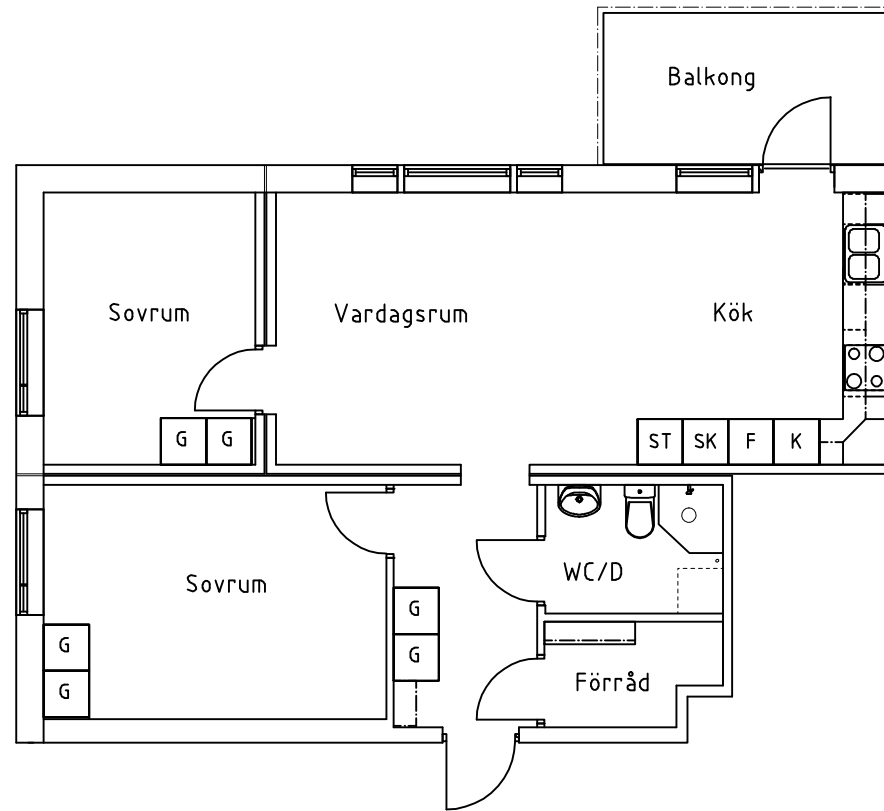 Balkong
Sovrum
Vardagsrum
Kök
G G
ST SK F K
Sovrum
WC/D
G
G
G
G
Förråd